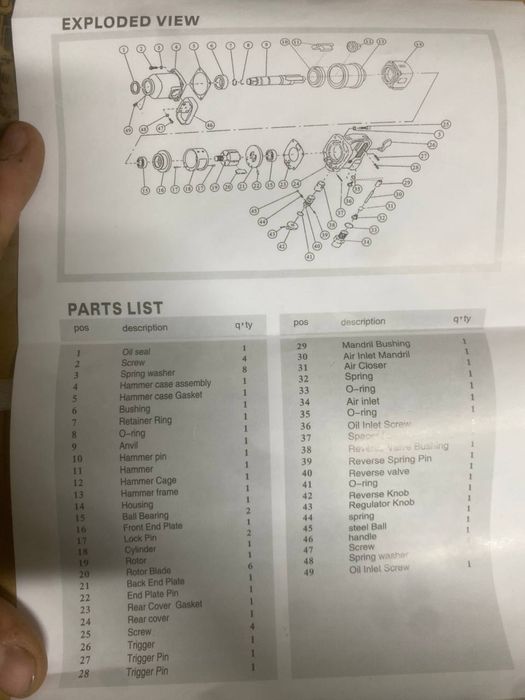 EXPLODED VIEW
PARTS LIST
pos description q'ty
1 Oil seal 1
2 Screw 4
3 Spring washer 8
4 Hammer case assembly 1
5 Hammer case Gasket 1
6 Bushing 1
7 Retainer Ring 1
8 O-ring 1
9 Anvil 1
10 Hammer pin 1
11 Hammer 1
12 Hammer Cage 1
13 Hammer frame 1
14 Housing 1
15 Ball Bearing 2
16 Front End Plate 1
17 Lock Pin 2
18 Cylinder 1
19 Rotor 1
20 Rotor Blade 6
21 Back End Plate 1
22 End Plate Pin 1
23 Rear Cover Gasket 1
24 Rear cover 1
25 Screw 4
26 Trigger 1
27 Trigger Pin 1
28 Trigger Pin 1
pos description q'ty
29 Mandril Bushing 1
30 Air Inlet Mandril 1
31 Air Closer 1
32 Spring 1
33 O-ring 1
34 Air inlet 1
35 O-ring 1
36 Oil Inlet Screw 1
37 1
38 Bushing 1
39 Reverse Spring Pin 1
40 Reverse valve 1
41 O-ring 1
42 Reverse Knob 1
43 Regulator Knob 1
44 spring
45 steel Ball
46 handle
47 Screw
48 Spring washer
49 Oil Inlet Screw 1